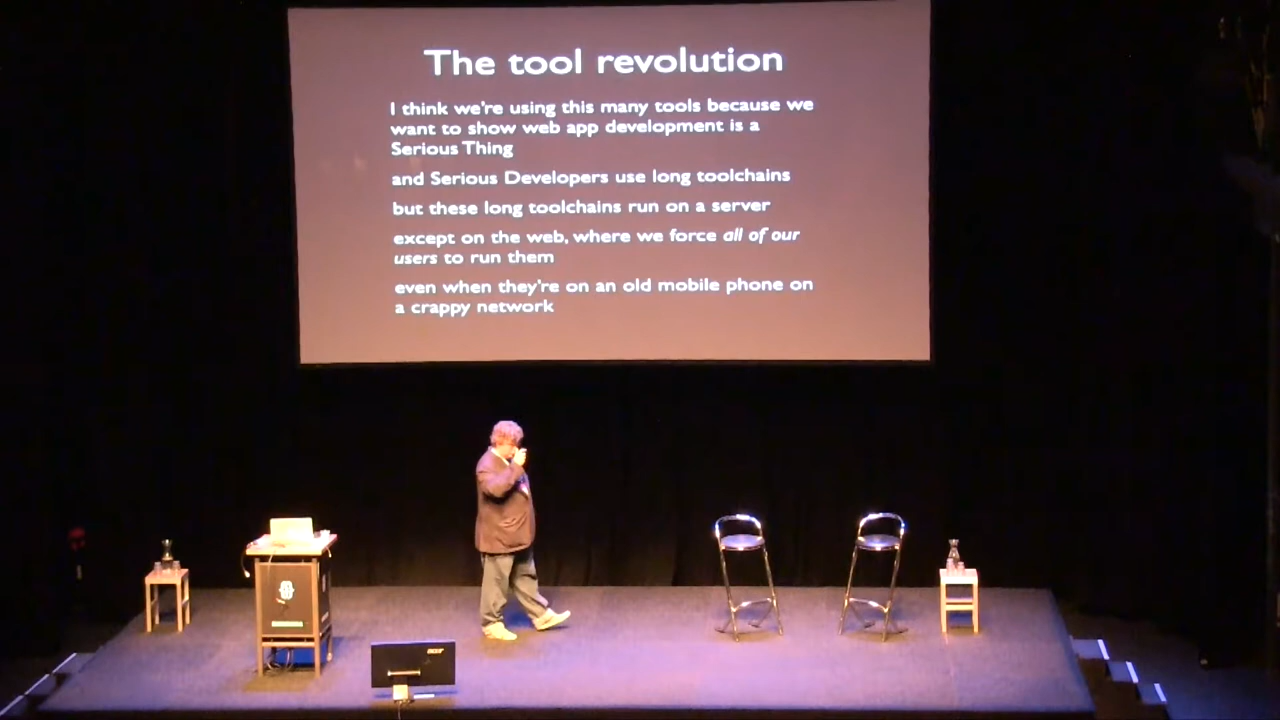 The tool revolution
I think we're using this many tools because we
want to show web app development is a
Serious Thing
and Serious Developers use long toolchains
but these long toolchains run on a server
except on the web, where we force all of our
users to run them
even when they're on an old mobile phone on
a crappy network
acer